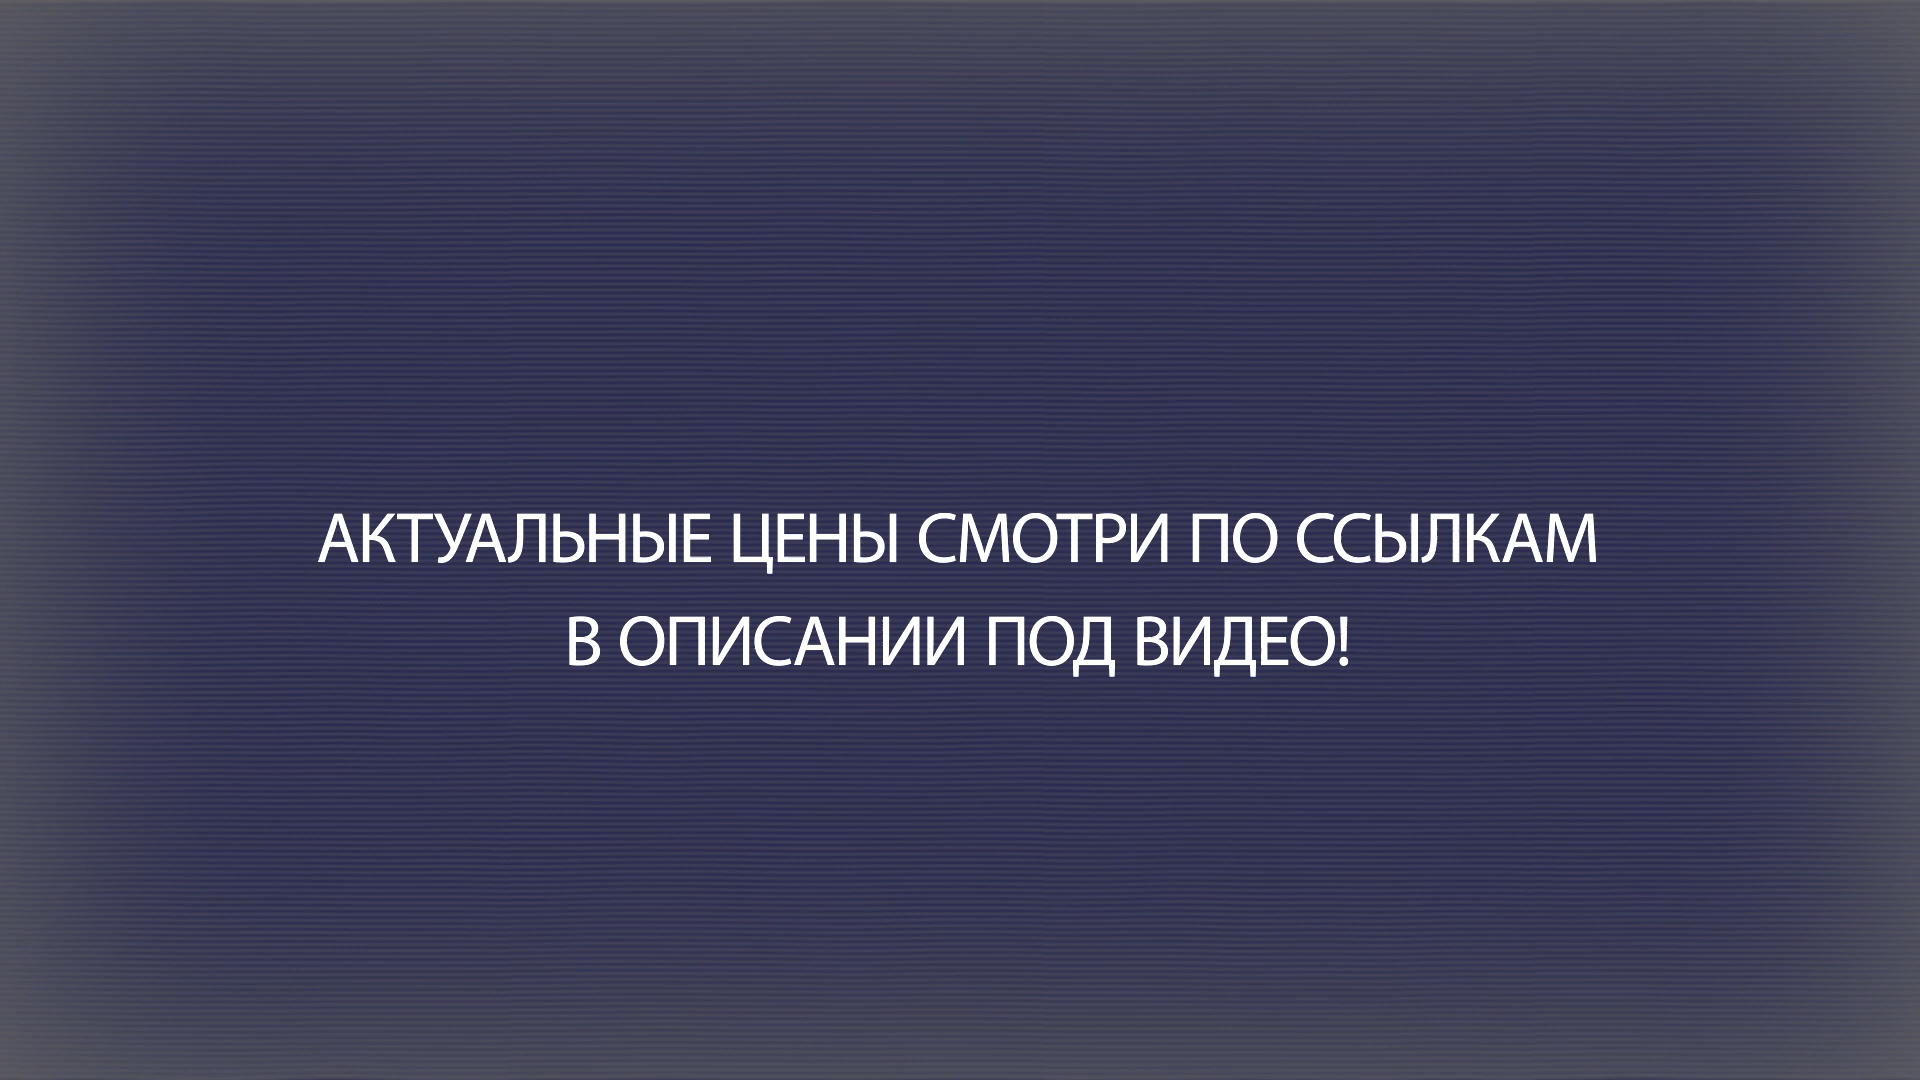 АКТУАЛЬНЫЕ ЦЕНЫ СМОТРИ ПО ССЫЛКАМ
В ОПИСАНИИ ПОД ВИДЕО!